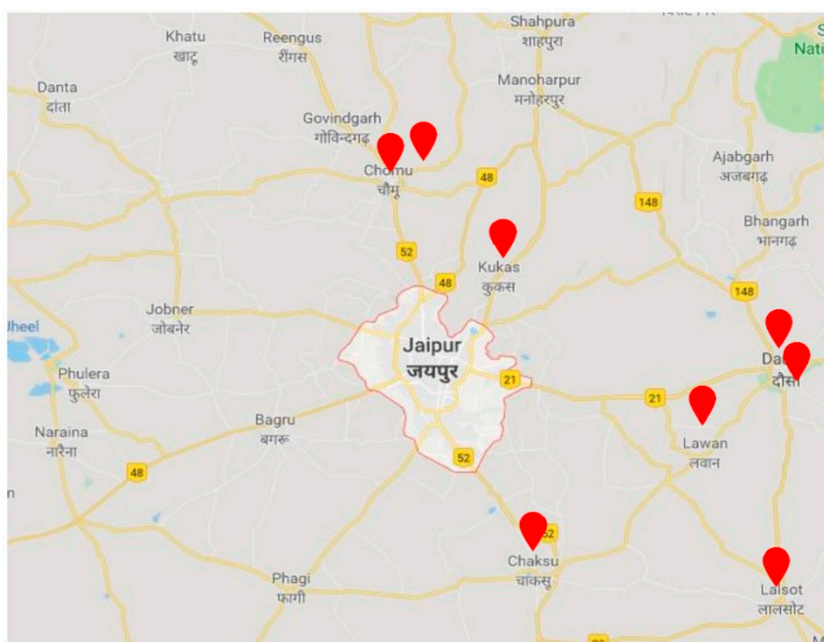 Shahpura
शाहपुरा
Khatu
खाटू
Reengus
रींगस
Manoharpur
मनोहरपुर
Danta
दांता
Govindgarh
गोविन्दगढ़
Chomu
चौमू
48
Ajabgarh
अजबगढ़
148
Bhangarh
भानगढ़
52
Kukas
कुकस
48
148
Jobner
जोबनेर
Jheel
Jaipur
जयपुर
Phulera
फुलेरा
21
दौसा
21
Bagru
बगरू
Lawan
लवान
Naraina
नारैना
52
48
Chaksu
चाकसू
Phagi
फागी
Lalsot
लालसोट